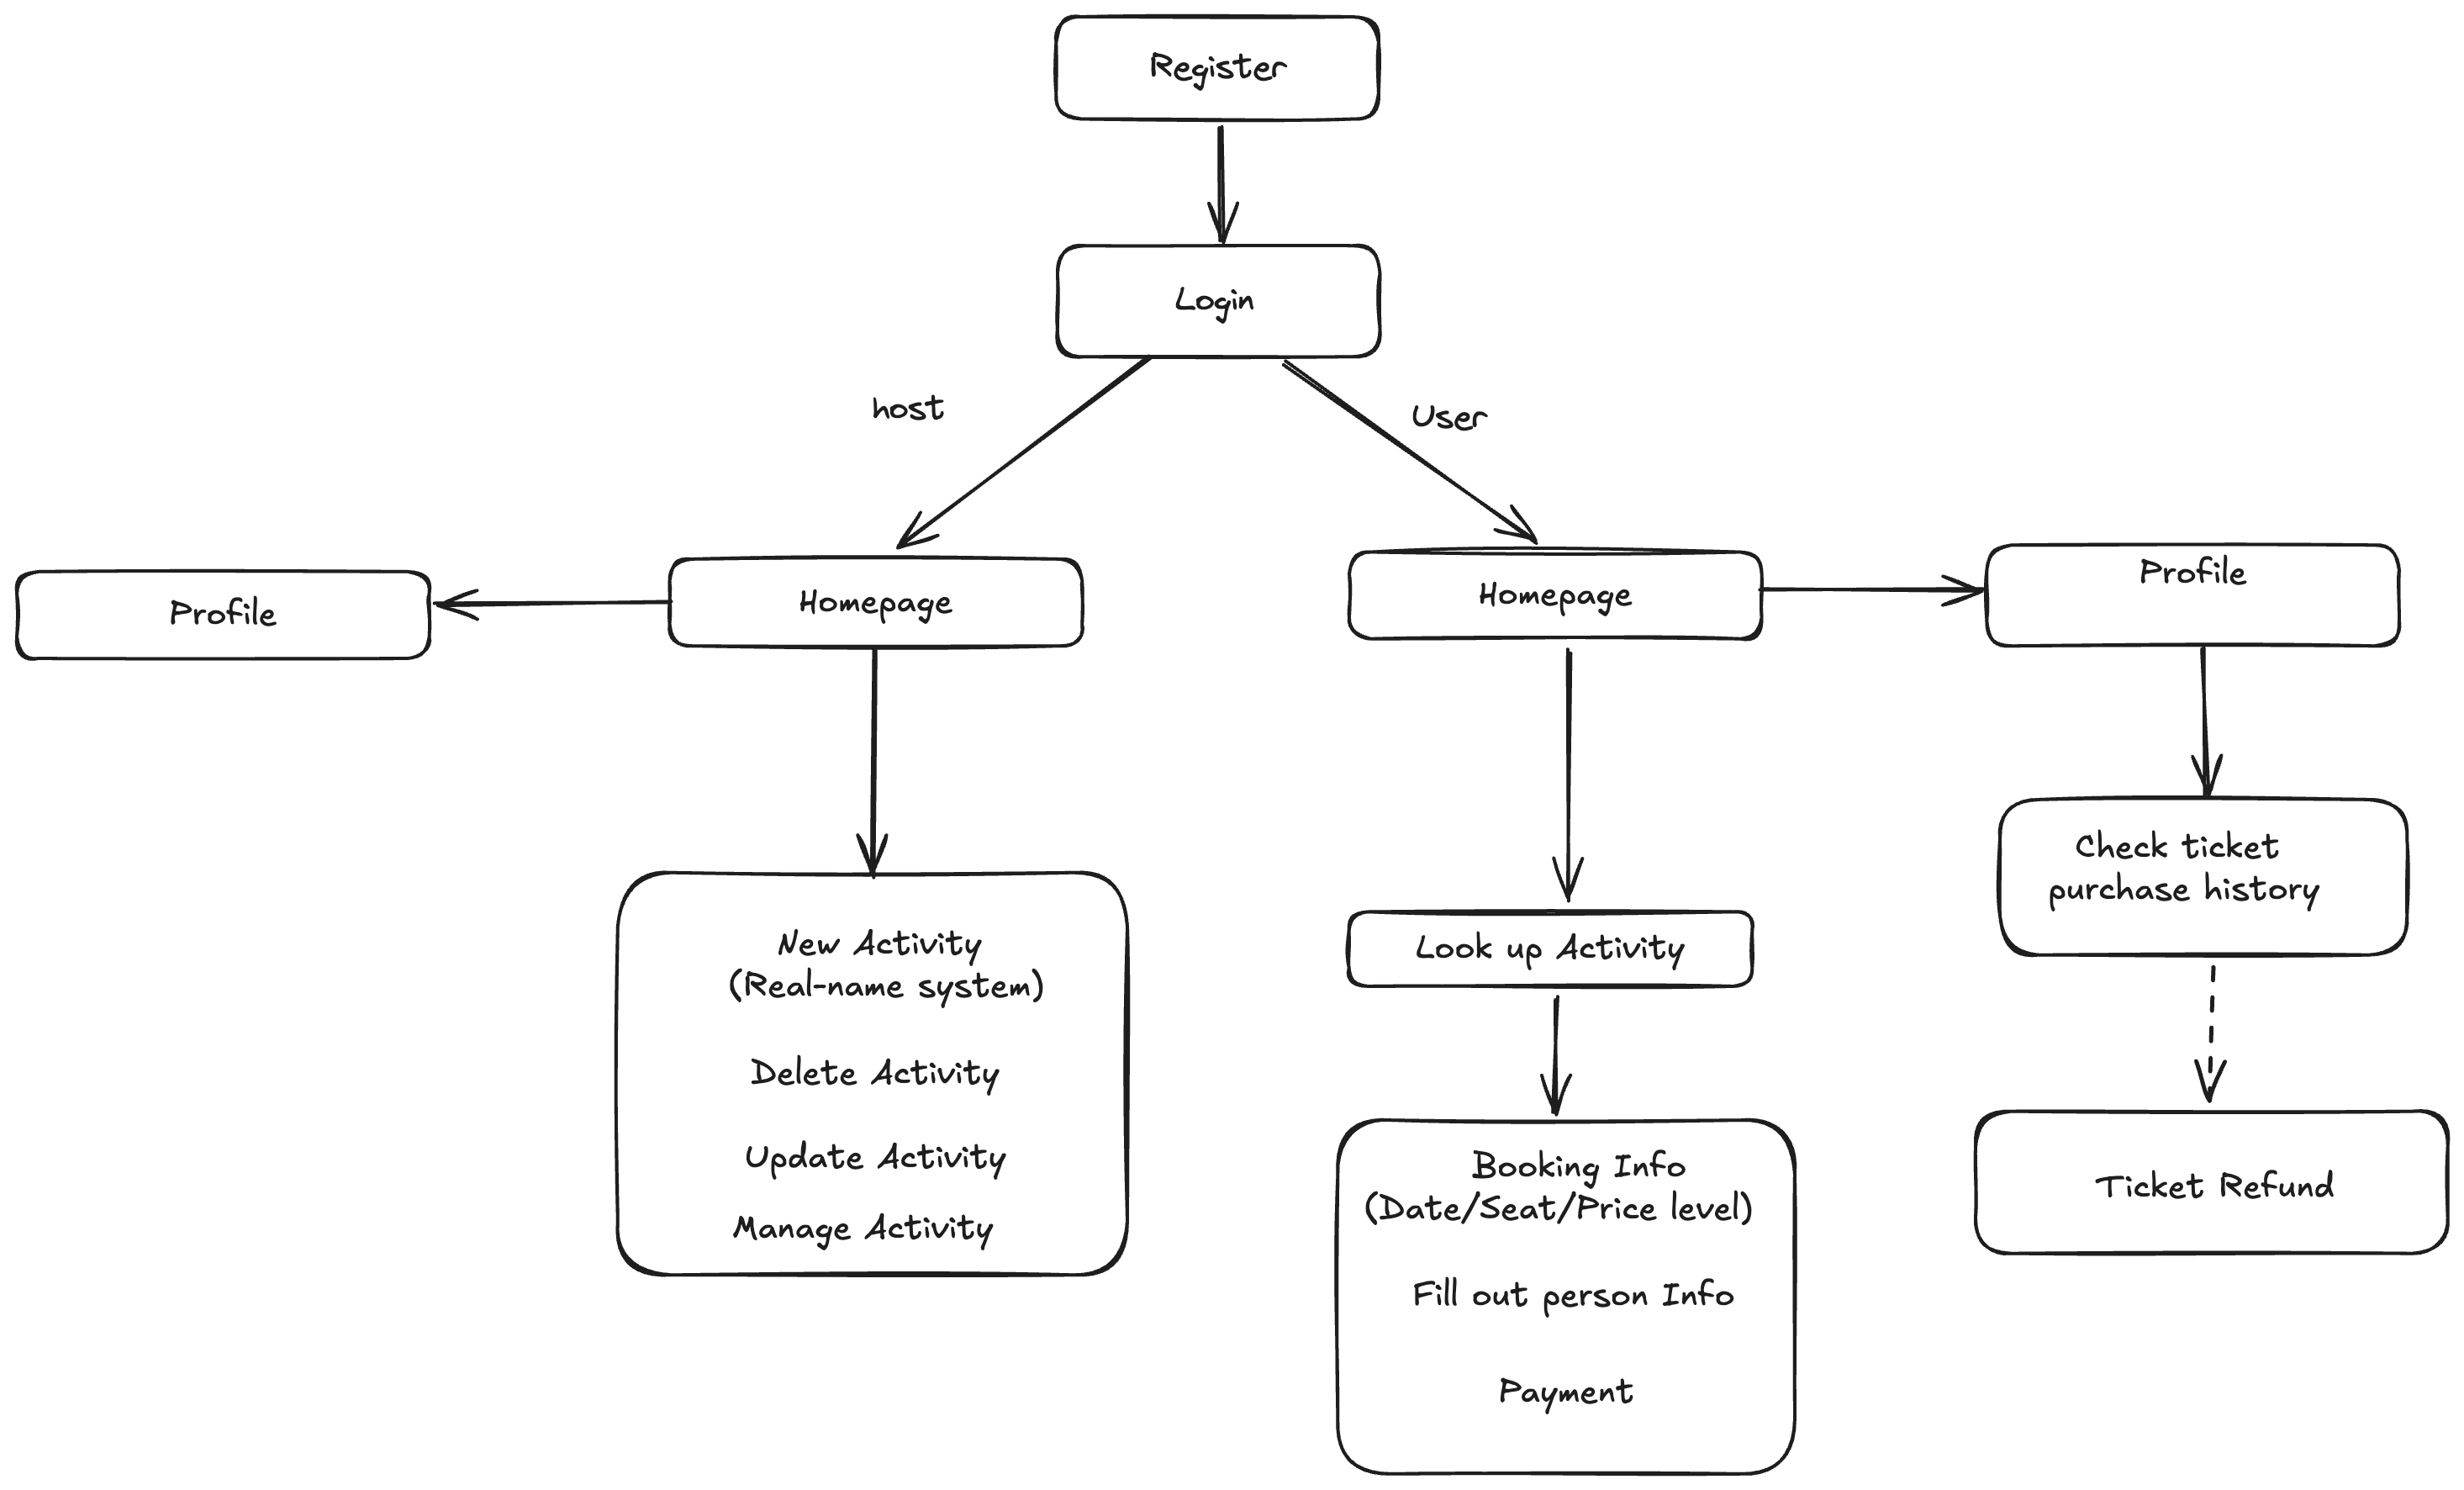 Register
Login
host
User
Profile
Homepage
Homepage
Profile
New Activity
(Real-name system)
Delete Activity
Update Activity
Manage Activity
Look up Activity
Booking Info
(Date/Seat/Price level)
Fill out person Info
Payment
Check ticket
purchase history
Ticket Refund